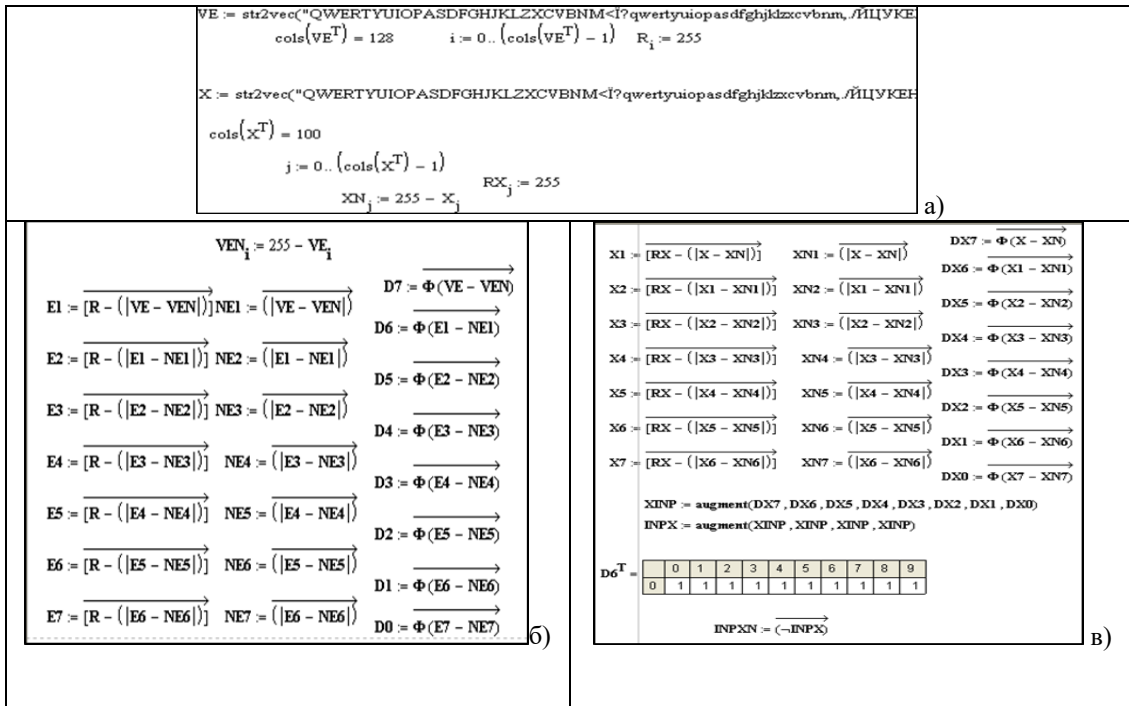 VE := str2vec("QWERTYUIOPASDFGHJKLZXCVBNM<Ї?qwertyuiopasdfghjklzxcvbnm,./ЙЦУКЕН
cols(VE^T) = 128 i := 0.. (cols(VE^T) − 1) R_i := 255
X := str2vec("QWERTYUIOPASDFGHJKLZXCVBNM<Ї?qwertyuiopasdfghjklzxcvbnm,./ЙЦУКЕН
cols(X^T) = 100
j := 0.. (cols(X^T) − 1)
RX_j := 255
XN_j := 255 − X_j
а)
VEN_i := 255 − VE_i
D7 := Φ(VE − VEN)
E1 := [R − (|VE − VEN|)] NE1 := (|VE − VEN|)
D6 := Φ(E1 − NE1)
E2 := [R − (|E1 − NE1|)] NE2 := (|E1 − NE1|)
D5 := Φ(E2 − NE2)
E3 := [R − (|E2 − NE2|)] NE3 := (|E2 − NE2|)
D4 := Φ(E3 − NE3)
E4 := [R − (|E3 − NE3|)] NE4 := (|E3 − NE3|)
D3 := Φ(E4 − NE4)
E5 := [R − (|E4 − NE4|)] NE5 := (|E4 − NE4|)
D2 := Φ(E5 − NE5)
E6 := [R − (|E5 − NE5|)] NE6 := (|E5 − NE5|)
D1 := Φ(E6 − NE6)
E7 := [R − (|E6 − NE6|)] NE7 := (|E6 − NE6|)
D0 := Φ(E7 − NE7)
б)
DX7 := Φ(X − XN)
X1 := [RX − (|X − XN|)] XN1 := (|X − XN|)
DX6 := Φ(X1 − XN1)
X2 := [RX − (|X1 − XN1|)] XN2 := (|X1 − XN1|)
DX5 := Φ(X2 − XN2)
X3 := [RX − (|X2 − XN2|)] XN3 := (|X2 − XN2|)
DX4 := Φ(X3 − XN3)
X4 := [RX − (|X3 − XN3|)] XN4 := (|X3 − XN3|)
DX3 := Φ(X4 − XN4)
X5 := [RX − (|X4 − XN4|)] XN5 := (|X4 − XN4|)
DX2 := Φ(X5 − XN5)
X6 := [RX − (|X5 − XN5|)] XN6 := (|X5 − XN5|)
DX1 := Φ(X6 − XN6)
X7 := [RX − (|X6 − XN6|)] XN7 := (|X6 − XN6|)
DX0 := Φ(X7 − XN7)
XINP := augment(DX7 , DX6 , DX5 , DX4 , DX3 , DX2 , DX1 , DX0)
INPX := augment(XINP , XINP , XINP , XINP)
D6^T =
0 1 2 3 4 5 6 7 8 9
0 1 1 1 1 1 1 1 1 1 1
INPXN := (¬INPX)
в)